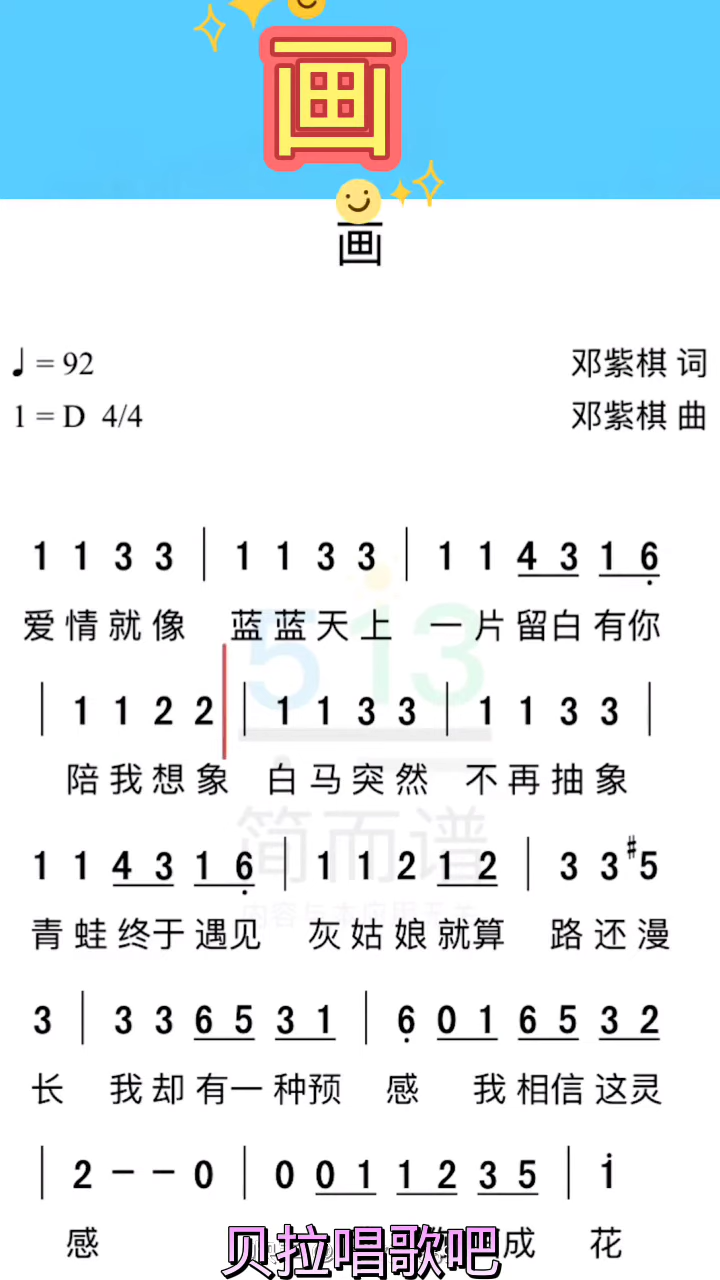 画
画
♩= 92
邓紫棋 词
1 = D 4/4
邓紫棋 曲
1 1 3 3 | 1 1 3 3 | 1 1 4 3 1 6̣
爱情就像 蓝蓝天上 一片留白有你
513
| 1 1 2 2 | 1 1 3 3 | 1 1 3 3 |
陪我想象 白马突然 不再抽象
简而谱
1 1 4 3 1 6̣ | 1 1 2 1 2 | 3 3 #5
青蛙终于遇见 灰姑娘就算 路还漫
3 | 3 3 6 5 3 1 | 6̣ 0 1 6 5 3 2
长 我却有一种预 感 我相信这灵
| 2 － － 0 | 0 0 1 1 2 3 5 | 1̇
感 成 花
贝拉唱歌吧